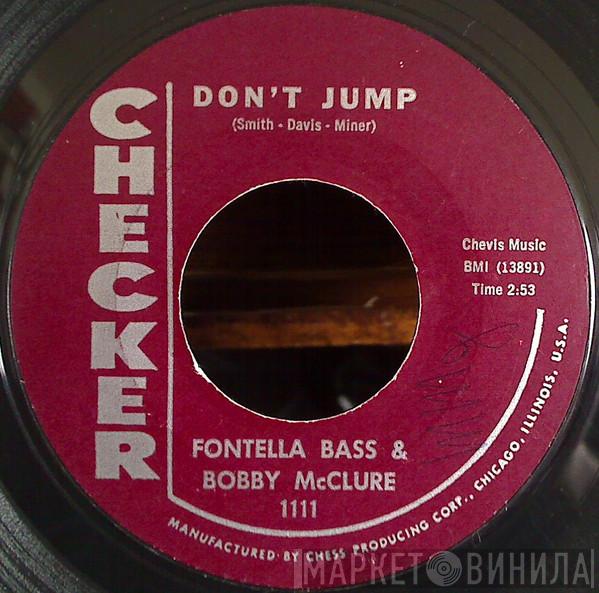 CHECKER
DON'T JUMP
(Smith - Davis - Miner)
Chevis Music
BMI (13891)
Time 2:53
FONTELLA BASS &
BOBBY McCLURE
1111
MANUFACTURED BY CHESS PRODUCING CORP., CHICAGO, ILLINOIS, U.S.A.
МАРКЕТ ВИНИЛА